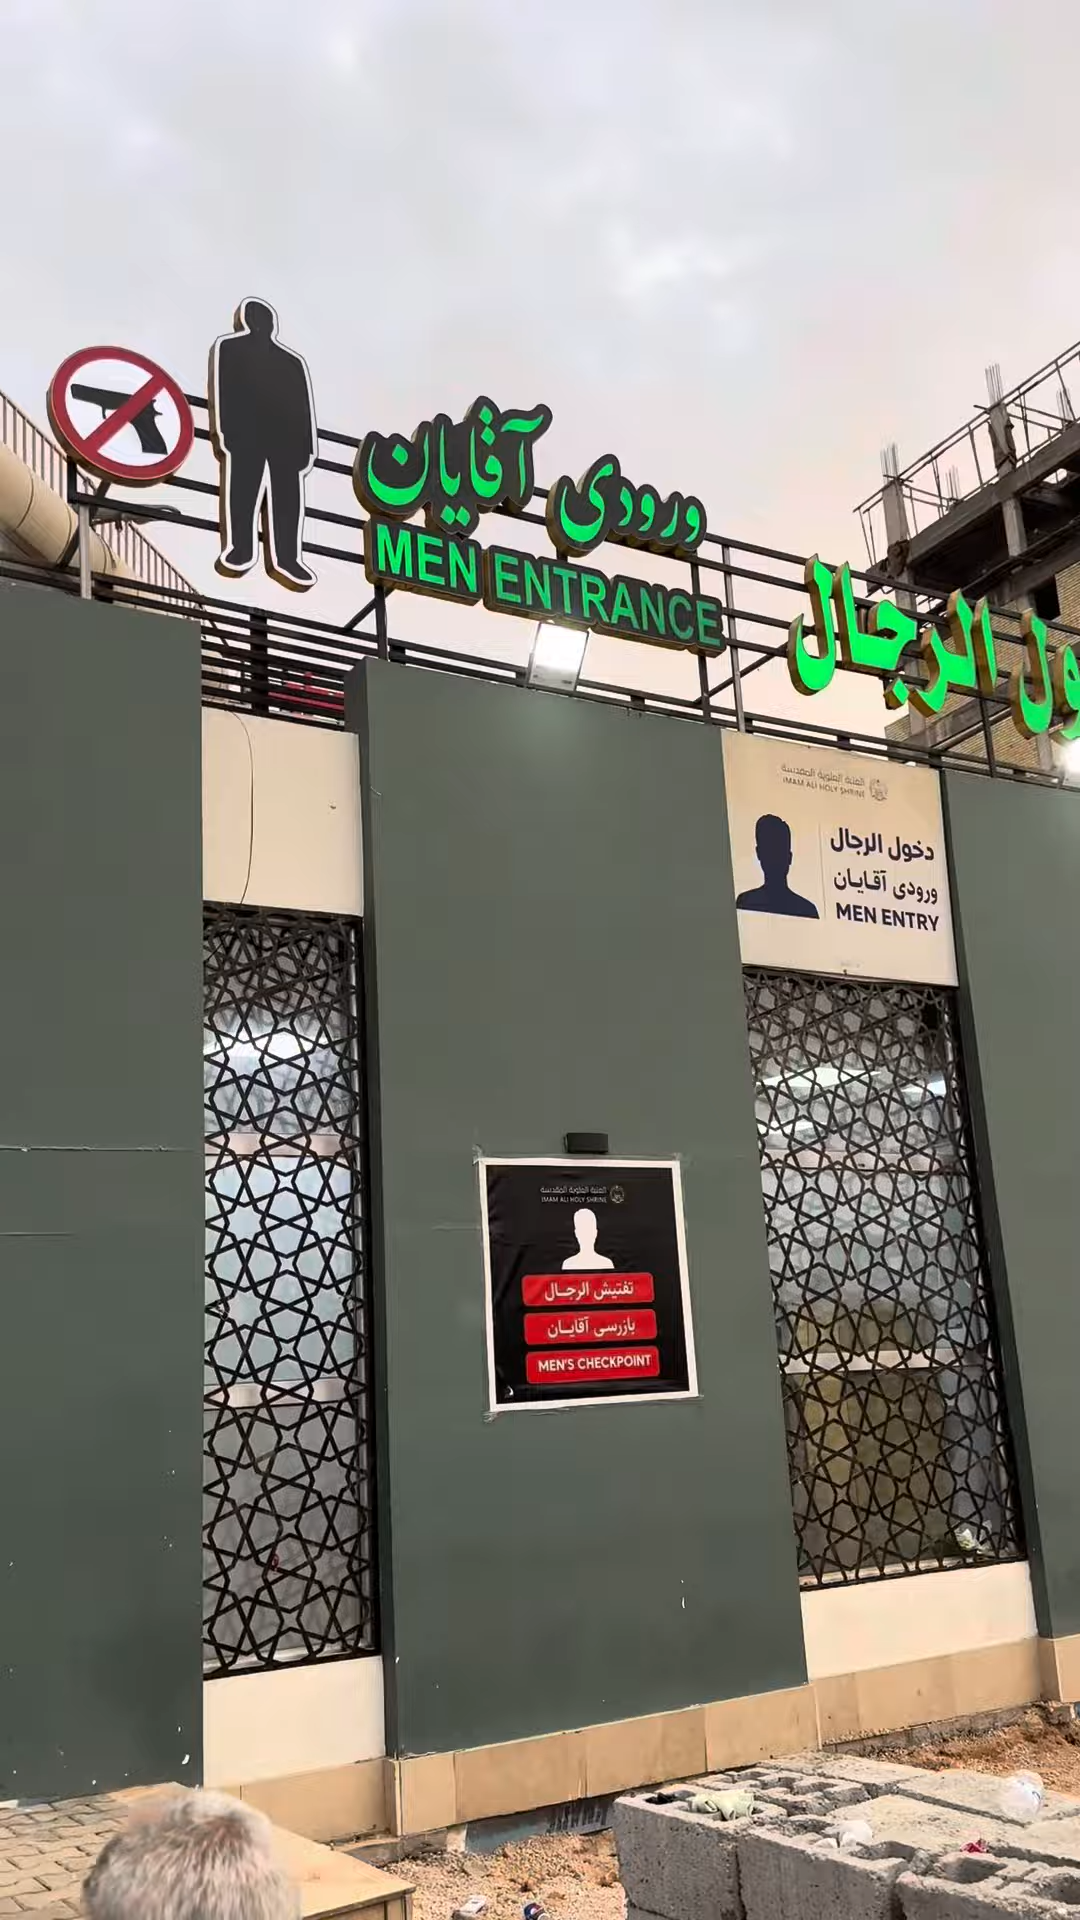 ورودی آقایان
MEN ENTRANCE
ول الرجال
العتبة العلوية المقدسة
IMAM ALI HOLY SHRINE
دخول الرجال
ورودی آقایان
MEN ENTRY
العتبة العلوية المقدسة
IMAM ALI HOLY SHRINE
تفتيش الرجال
بازرسی آقایان
MEN'S CHECKPOINT